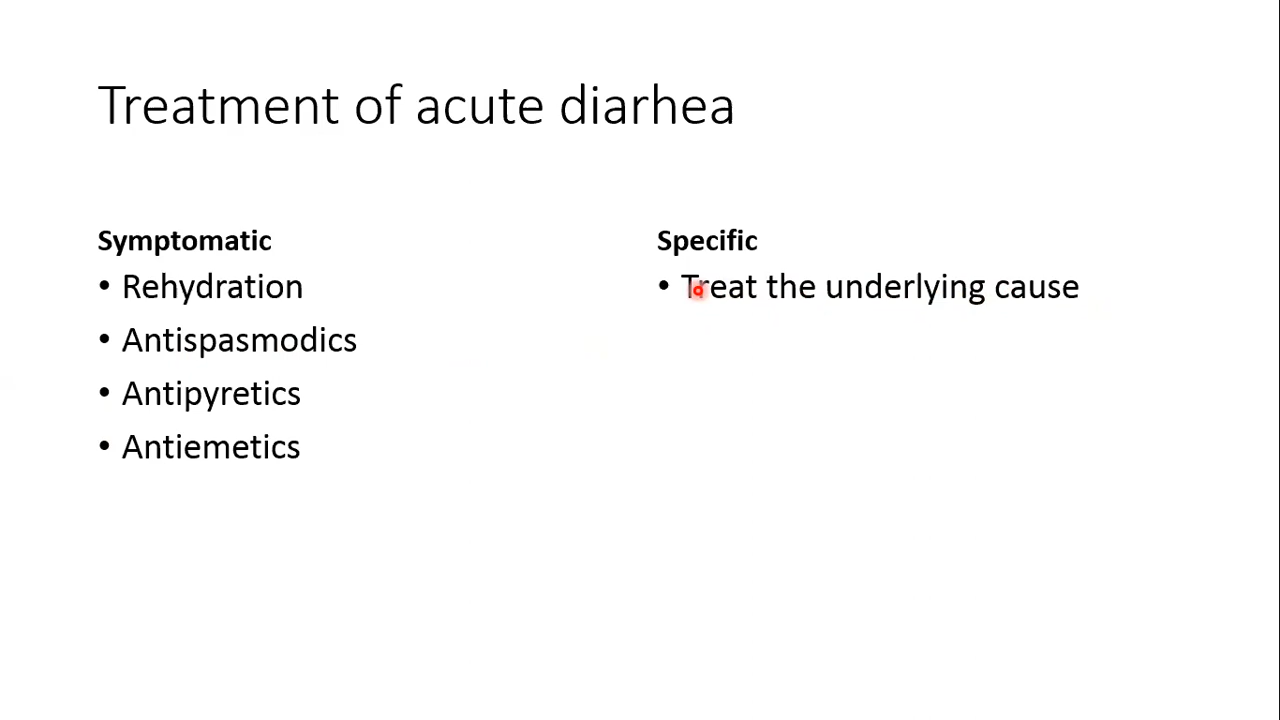 Treatment of acute diarhea
Symptomatic
• Rehydration
• Antispasmodics
• Antipyretics
• Antiemetics
Specific
• Treat the underlying cause